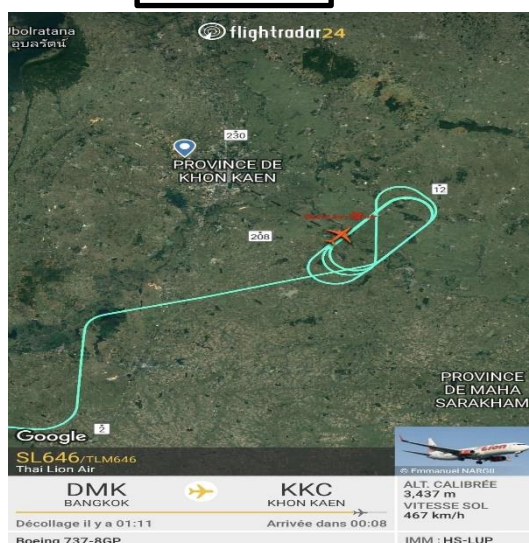 Ubolratana
อุบลรัตน์
flightradar24
230
PROVINCE DE
KHON KAEN
12
208
PROVINCE
DE MAHA
SARAKHAM
Google
2
SL646/TLM646
Thai Lion Air
© Emmanuel NARGIL
DMK
BANGKOK
KKC
KHON KAEN
ALT. CALIBRÉE
3,437 m
VITESSE SOL
467 km/h
Décollage il y a 01:11
Arrivée dans 00:08
Boeing 737-8GP
IMM : HS-LUP